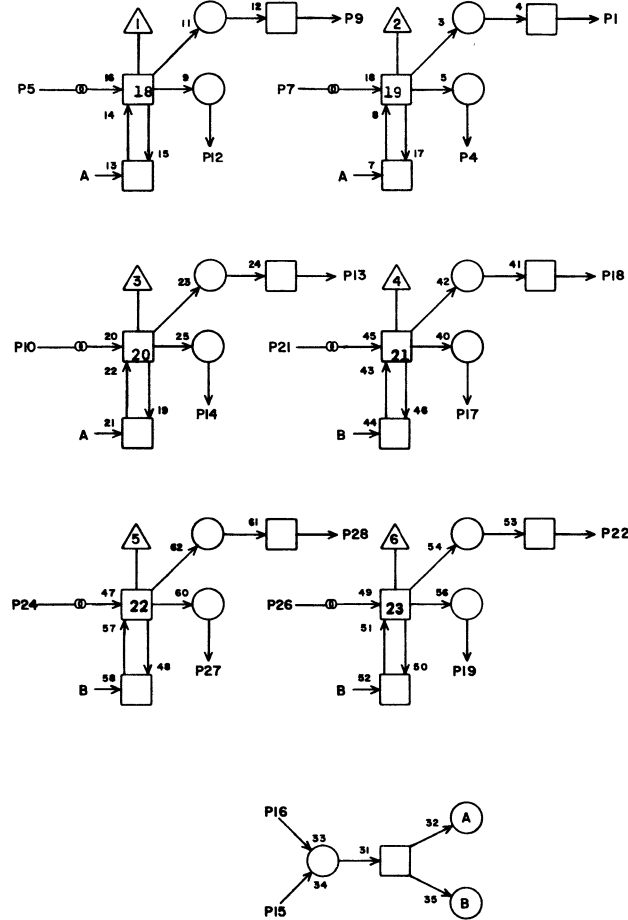 1 11 12 P9
2 3 4 P1
P5 16 18 9
P7 18 19 5
14 15 P12
8 17 P4
A 13
A 7
3 23 24 P13
4 42 41 P18
P10 20 20 25
P21 45 21 40
22 19 P14
43 46 P17
A 21
B 44
5 62 61 P28
6 54 53 P22
P24 47 22 60
P26 49 23 56
57 48 P27
51 50 P19
B 58
B 52
P16 33 31 32 A
P15 34 35 B